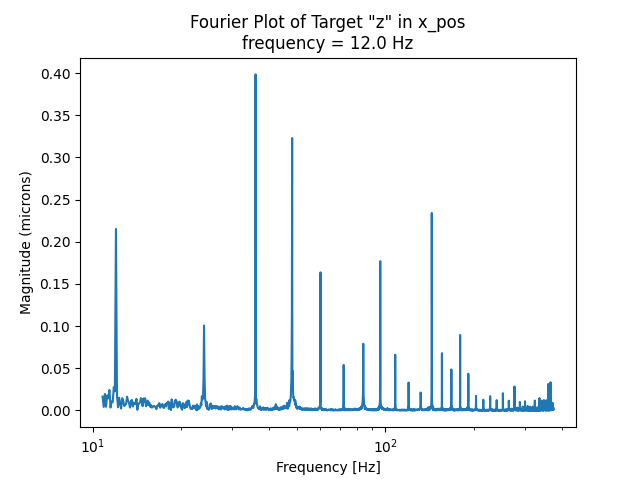 Fourier Plot of Target "z" in x_pos
frequency = 12.0 Hz
0.40
0.35
0.30
0.25
0.20
0.15
0.10
0.05
0.00
Magnitude (microns)
10¹
10²
Frequency [Hz]